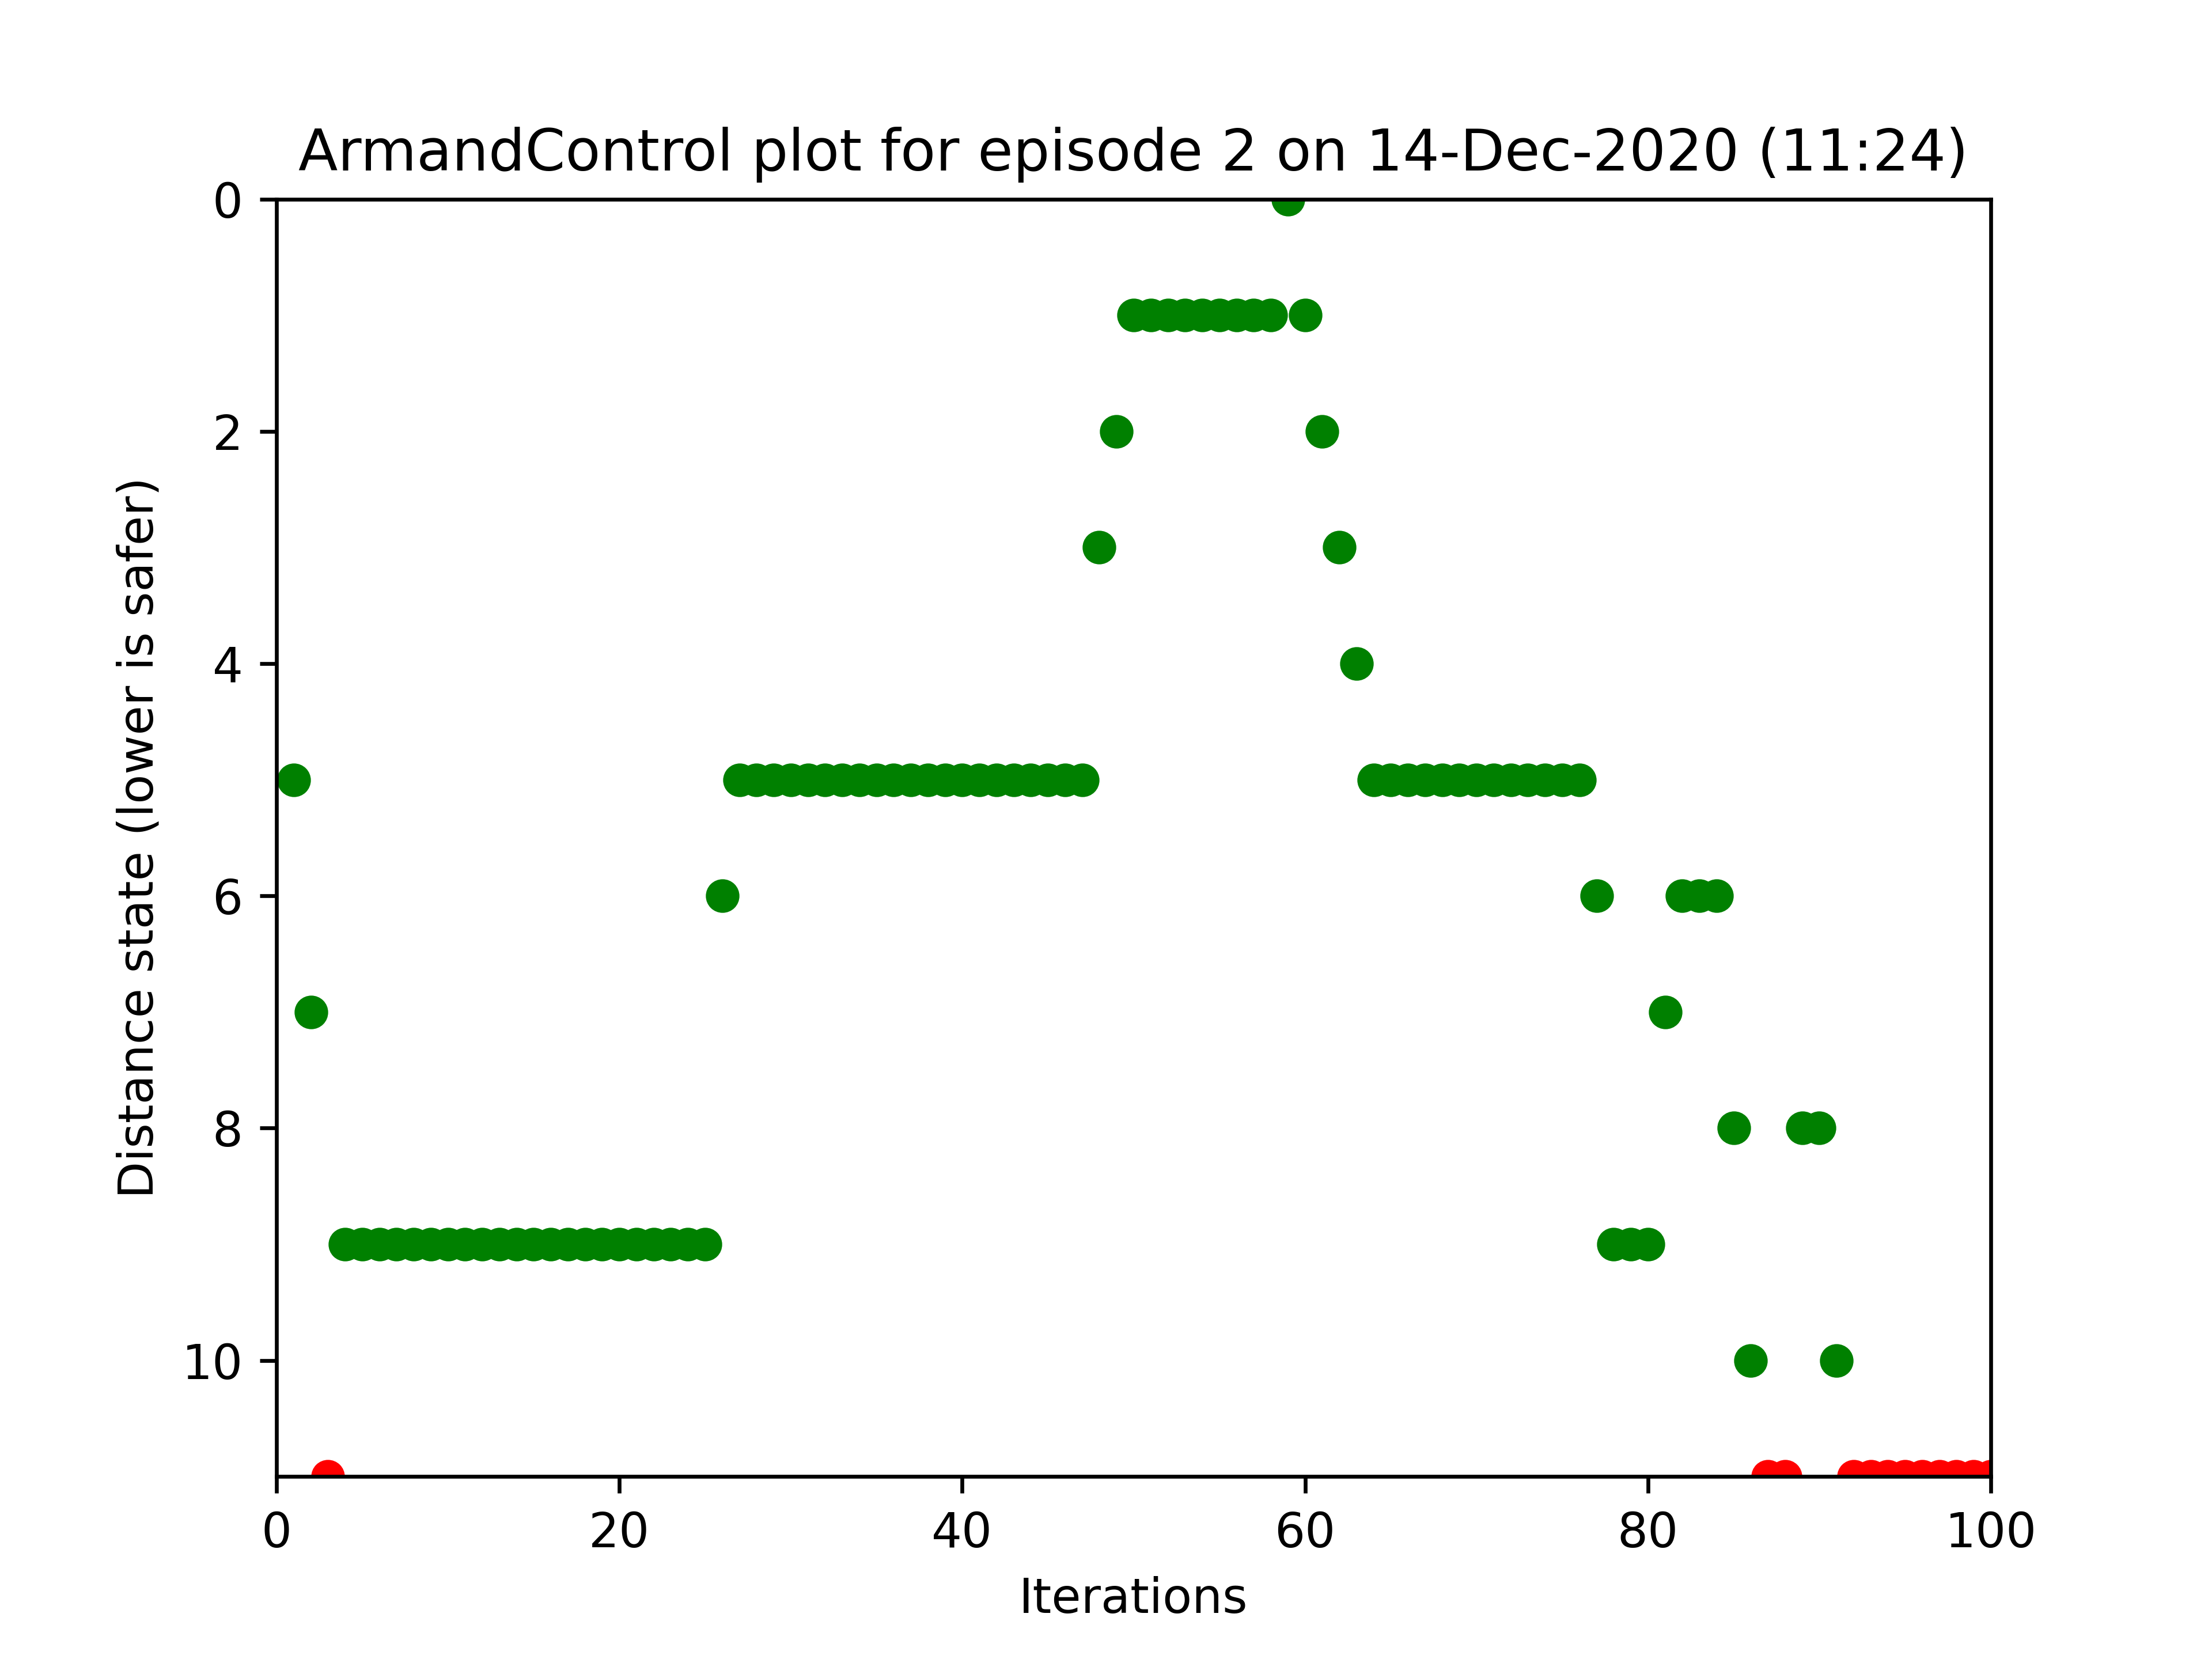 ArmandControl plot for episode 2 on 14-Dec-2020 (11:24)
0
2
4
6
8
10
Distance state (lower is safer)
0 20 40 60 80 100
Iterations